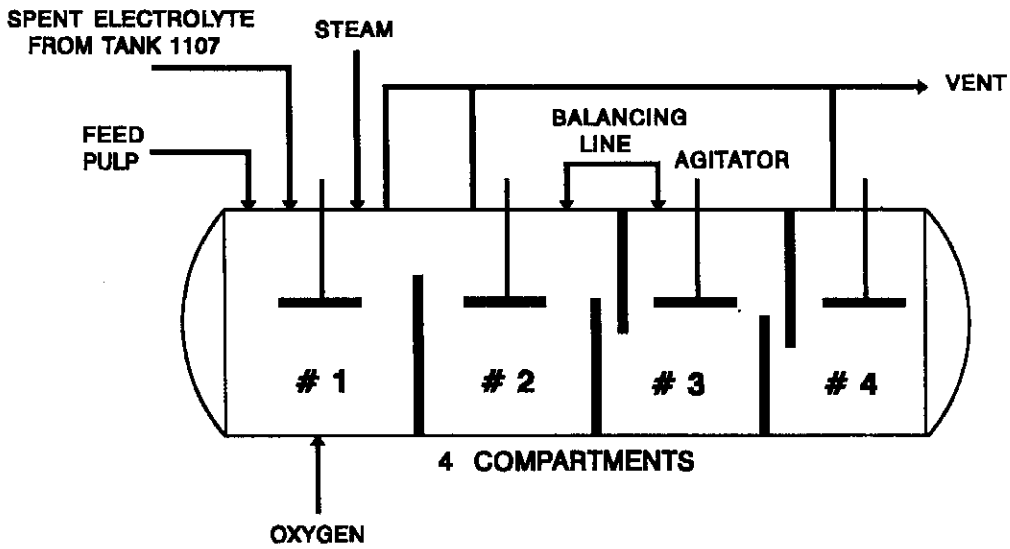 SPENT ELECTROLYTE
FROM TANK 1107
STEAM
VENT
FEED
PULP
BALANCING
LINE
AGITATOR
# 1
# 2
# 3
# 4
4 COMPARTMENTS
OXYGEN